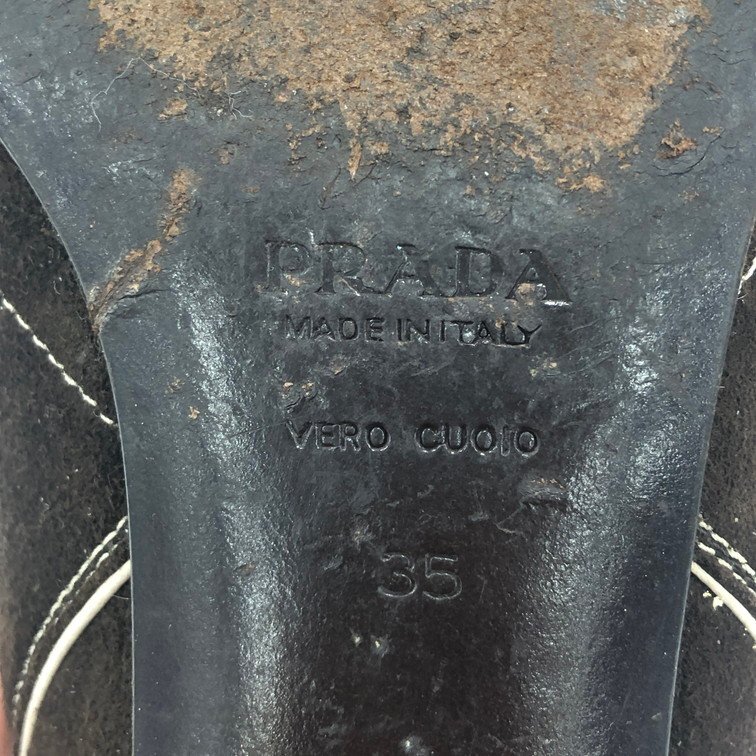 PRADA
MADE IN ITALY
VERO CUOIO
35